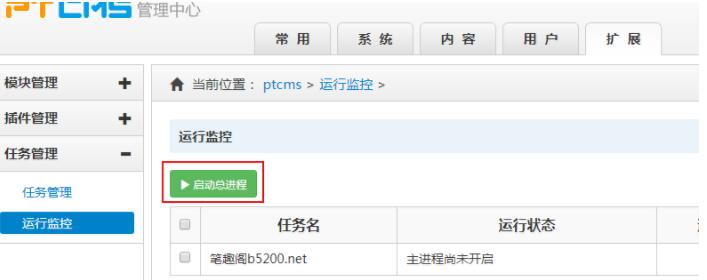 PTCMS 管理中心
常用 系统 内容 用户 扩展
模块管理 +
当前位置： ptcms > 运行监控 >
插件管理 +
运行监控
任务管理 −
启动总进程
任务管理
运行监控
任务名 运行状态
笔趣阁b5200.net 主进程尚未开启